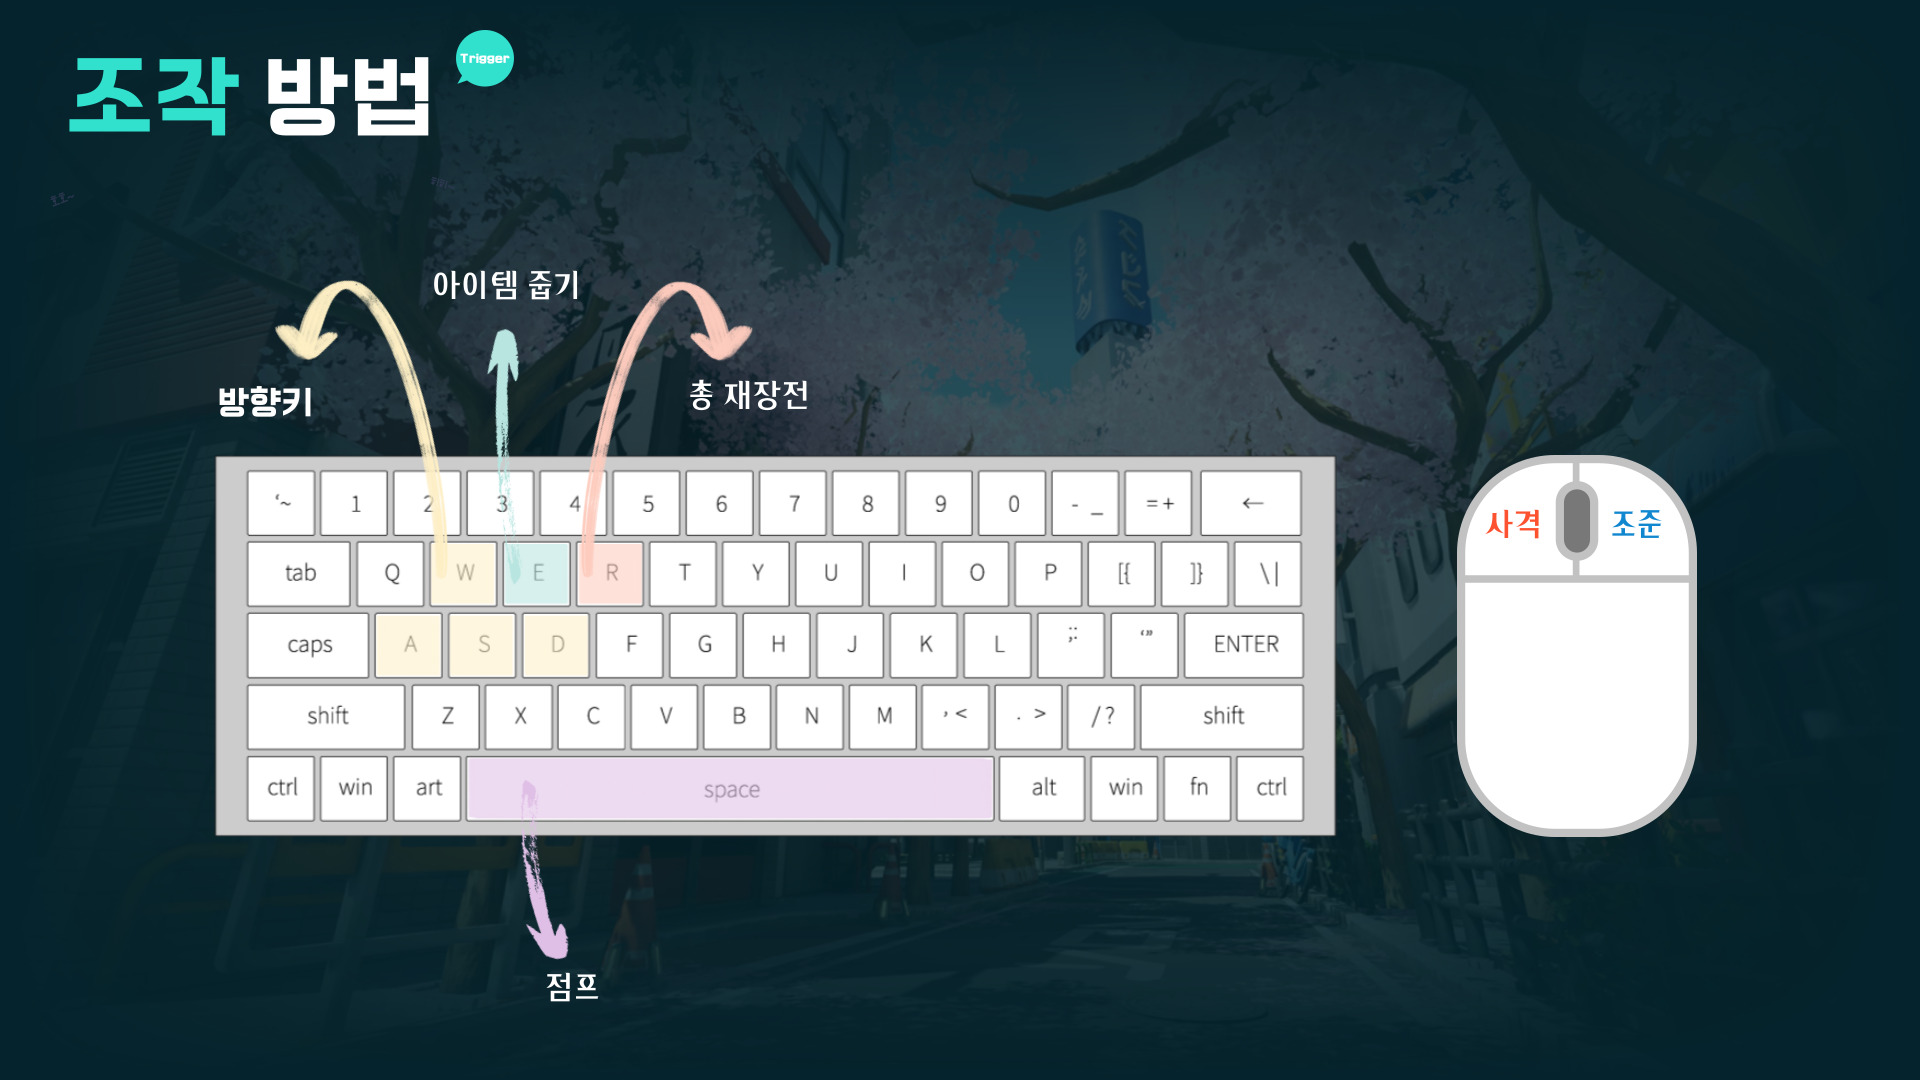 조작 방법
Trigger
아이템 줍기
방향키
총 재장전
‘~ 1 2 3 4 5 6 7 8 9 0 - _ =+ ←
tab Q W E R T Y U I O P [{ ]} \|
caps A S D F G H J K L ;: ‘” ENTER
shift Z X C V B N M , < . > /? shift
ctrl win art space alt win fn ctrl
사격 조준
점프